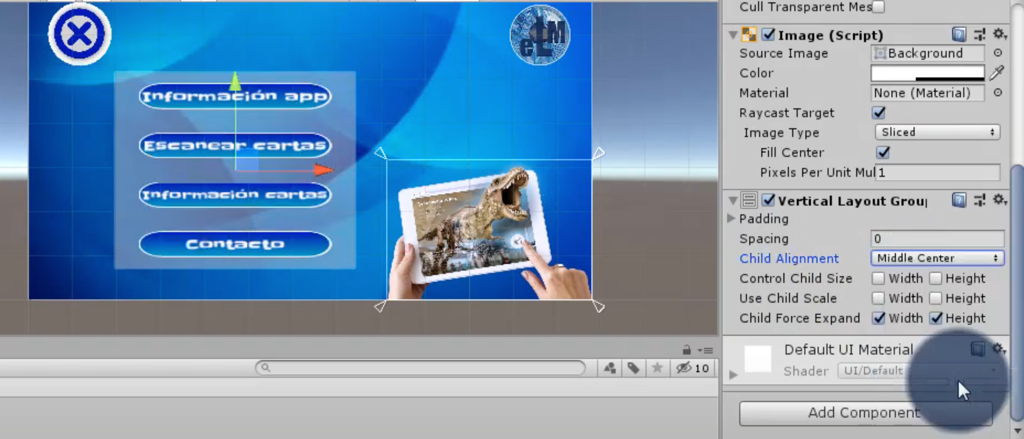 eLM
Información app
Escanear cartas
Información cartas
Contacto
10
Cull Transparent Mes
Image (Script)
Source Image Background
Color
Material None (Material)
Raycast Target
Image Type Sliced
Fill Center
Pixels Per Unit Mul 1
Vertical Layout Grou
Padding
Spacing 0
Child Alignment Middle Center
Control Child Size Width Height
Use Child Scale Width Height
Child Force Expand Width Height
Default UI Material
Shader UI/Default
Add Component